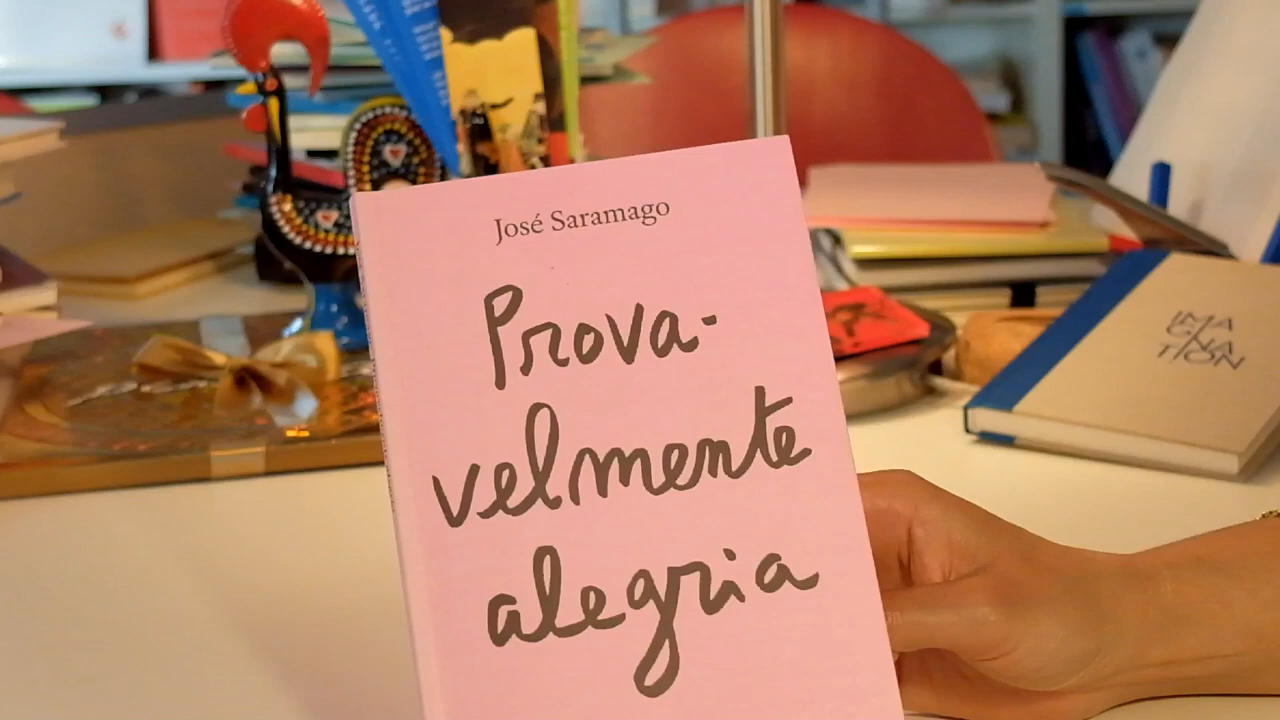 José Saramago
Prova-
velmente
alegria
IMA
GINA
TION